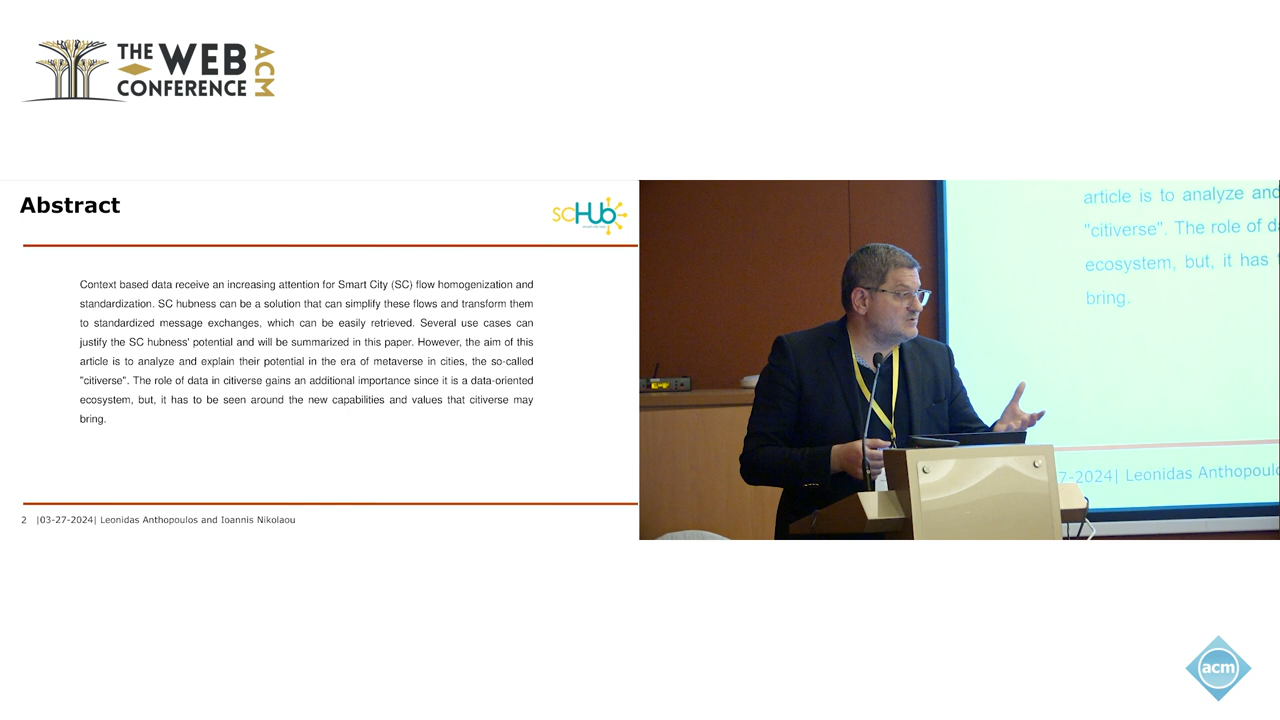 THE WEB
CONFERENCE
ACM
Abstract
scHUb
Context based data receive an increasing attention for Smart City (SC) flow homogenization and
standardization. SC hubness can be a solution that can simplify these flows and transform them
to standardized message exchanges, which can be easily retrieved. Several use cases can
justify the SC hubness' potential and will be summarized in this paper. However, the aim of this
article is to analyze and explain their potential in the era of metaverse in cities, the so-called
"citiverse". The role of data in citiverse gains an additional importance since it is a data-oriented
ecosystem, but, it has to be seen around the new capabilities and values that citiverse may
bring.
2 |03-27-2024| Leonidas Anthopoulos and Ioannis Nikolaou
article is to analyze and
"citiverse". The role of d
ecosystem, but, it has
bring.
7-2024| Leonidas Anthopoulo
acm